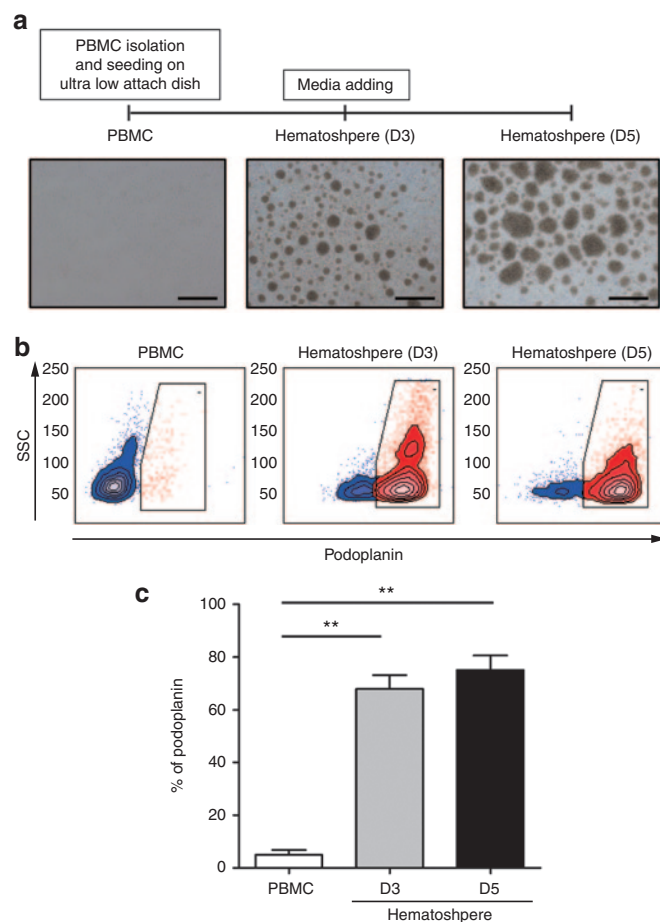 a
PBMC isolation
and seeding on
ultra low attach dish
Media adding
PBMC
Hematoshpere (D3)
Hematoshpere (D5)
b
PBMC
Hematoshpere (D3)
Hematoshpere (D5)
250
200
150
100
50
250
200
150
100
50
250
200
150
100
50
SSC
Podoplanin
c
**
**
100
80
60
40
20
0
% of podoplanin
PBMC
D3
D5
Hematoshpere